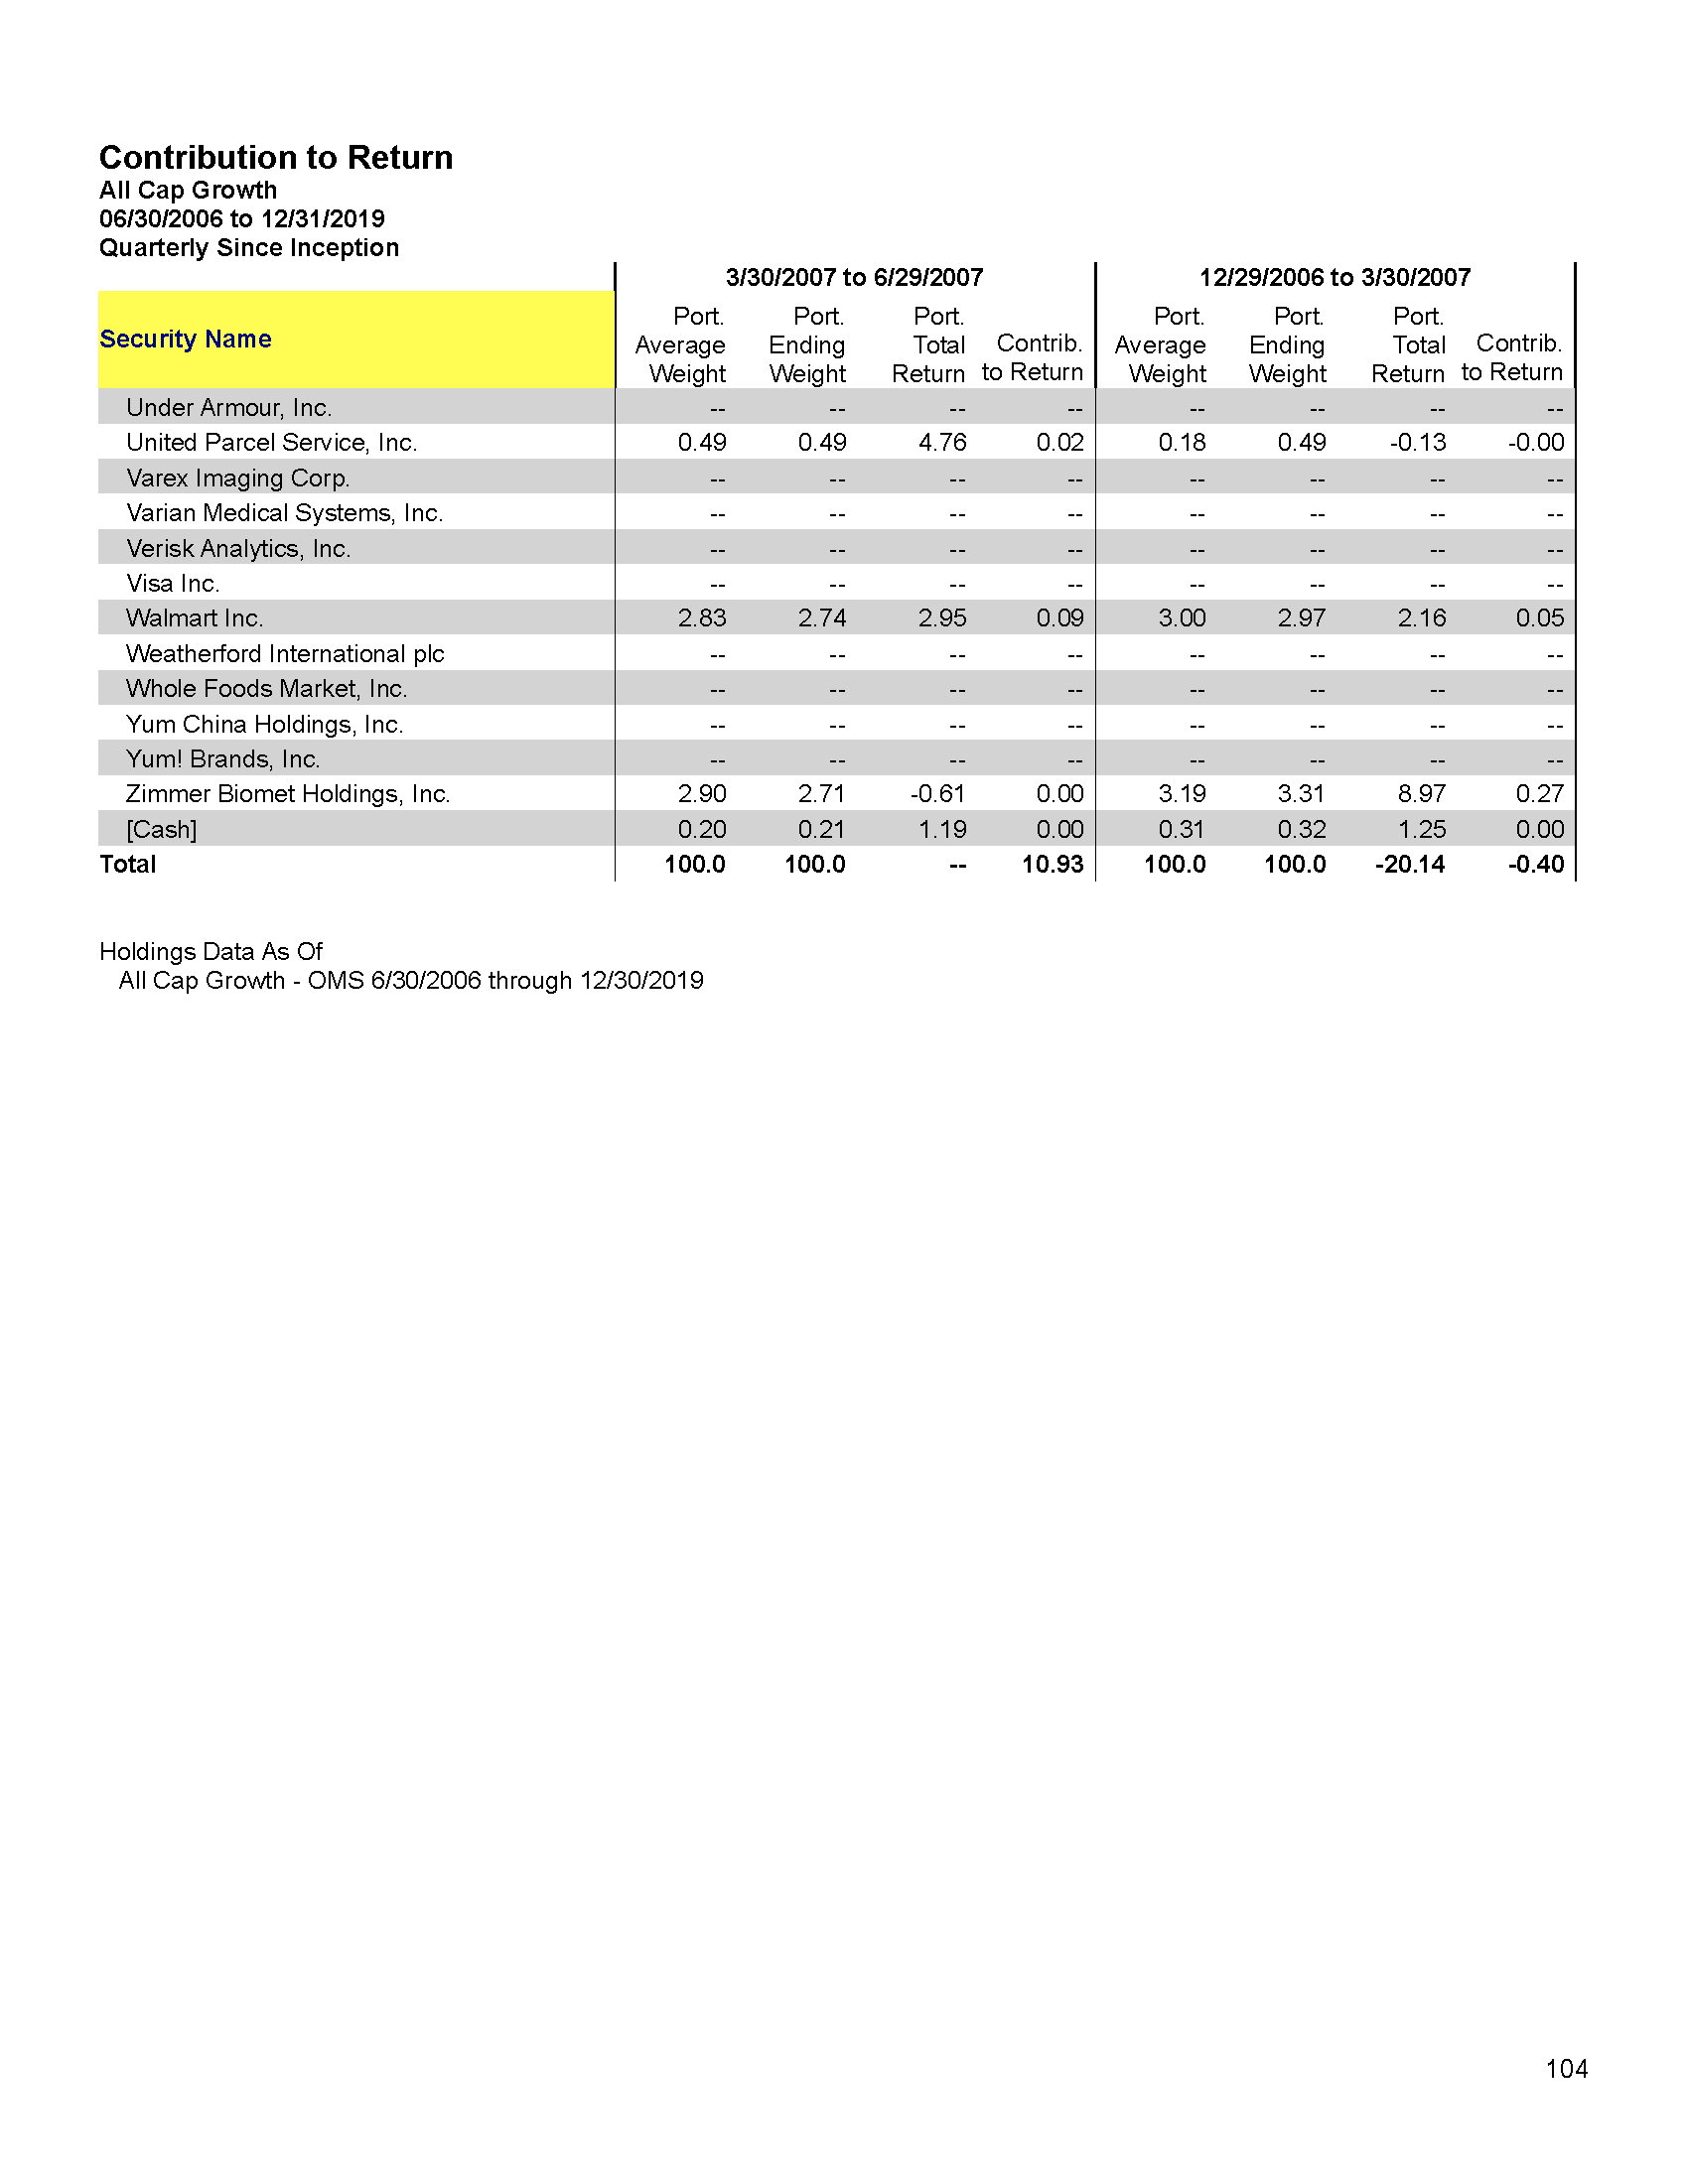 Contribution to Return
All Cap Growth
06/30/2006 to 12/31/2019
Quarterly Since Inception
3/30/2007 to 6/29/2007 12/29/2006 to 3/30/2007
Security Name Port. Average Weight Port. Ending Weight Port. Total Return Contrib. to Return Port. Average Weight Port. Ending Weight Port. Total Return Contrib. to Return
Under Armour, Inc. -- -- -- -- -- -- -- --
United Parcel Service, Inc. 0.49 0.49 4.76 0.02 0.18 0.49 -0.13 -0.00
Varex Imaging Corp. -- -- -- -- -- -- -- --
Varian Medical Systems, Inc. -- -- -- -- -- -- -- --
Verisk Analytics, Inc. -- -- -- -- -- -- -- --
Visa Inc. -- -- -- -- -- -- -- --
Walmart Inc. 2.83 2.74 2.95 0.09 3.00 2.97 2.16 0.05
Weatherford International plc -- -- -- -- -- -- -- --
Whole Foods Market, Inc. -- -- -- -- -- -- -- --
Yum China Holdings, Inc. -- -- -- -- -- -- -- --
Yum! Brands, Inc. -- -- -- -- -- -- -- --
Zimmer Biomet Holdings, Inc. 2.90 2.71 -0.61 0.00 3.19 3.31 8.97 0.27
[Cash] 0.20 0.21 1.19 0.00 0.31 0.32 1.25 0.00
Total 100.0 100.0 -- 10.93 100.0 100.0 -20.14 -0.40
Holdings Data As Of
All Cap Growth - OMS 6/30/2006 through 12/30/2019
104